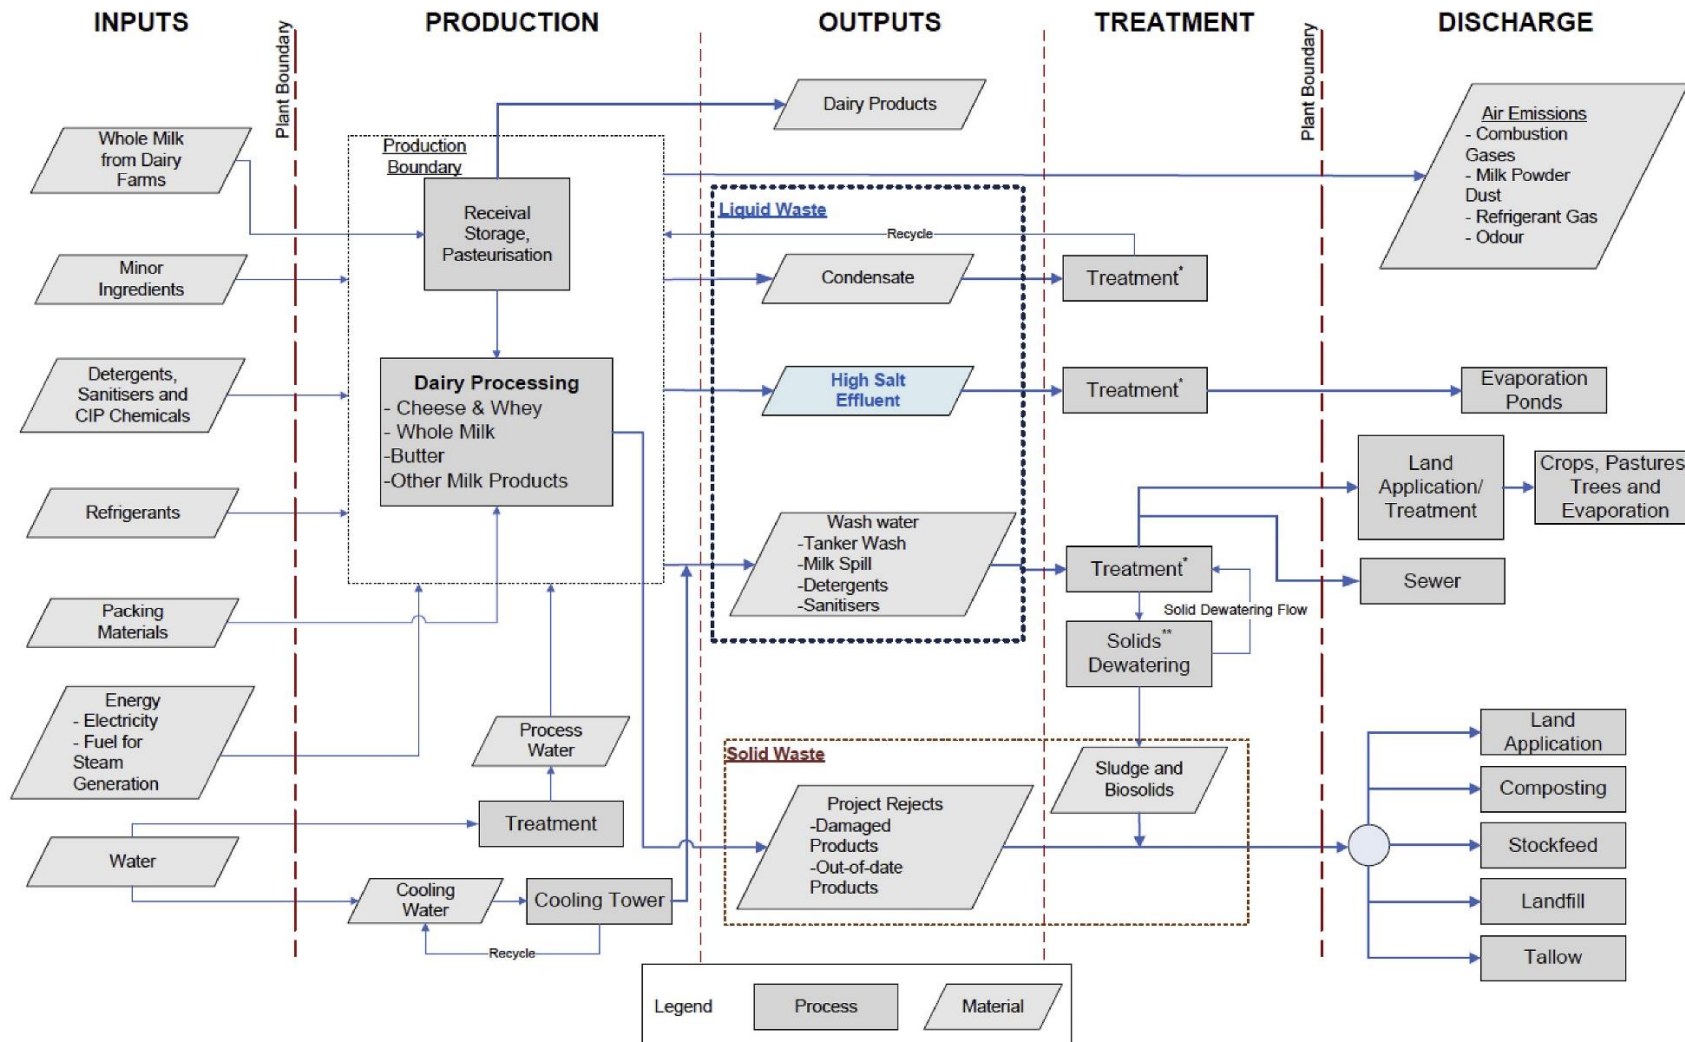 INPUTS
PRODUCTION
OUTPUTS
TREATMENT
DISCHARGE
Plant Boundary
Plant Boundary
Whole Milk
from Dairy
Farms
Minor
Ingredients
Detergents,
Sanitisers and
CIP Chemicals
Refrigerants
Packing
Materials
Energy
- Electricity
- Fuel for
Steam
Generation
Water
Production
Boundary
Receival
Storage,
Pasteurisation
Dairy Processing
- Cheese & Whey
- Whole Milk
-Butter
-Other Milk Products
Process
Water
Treatment
Cooling
Water
Cooling Tower
Recycle
Dairy Products
Liquid Waste
Recycle
Condensate
High Salt
Effluent
Wash water
-Tanker Wash
-Milk Spill
-Detergents
-Sanitisers
Solid Waste
Project Rejects
-Damaged
Products
-Out-of-date
Products
Treatment*
Treatment*
Treatment*
Solid Dewatering Flow
Solids**
Dewatering
Sludge and
Biosolids
Air Emissions
- Combustion
Gases
- Milk Powder
Dust
- Refrigerant Gas
- Odour
Evaporation
Ponds
Land
Application/
Treatment
Crops, Pastures,
Trees and
Evaporation
Sewer
Land
Application
Composting
Stockfeed
Landfill
Tallow
Legend
Process
Material